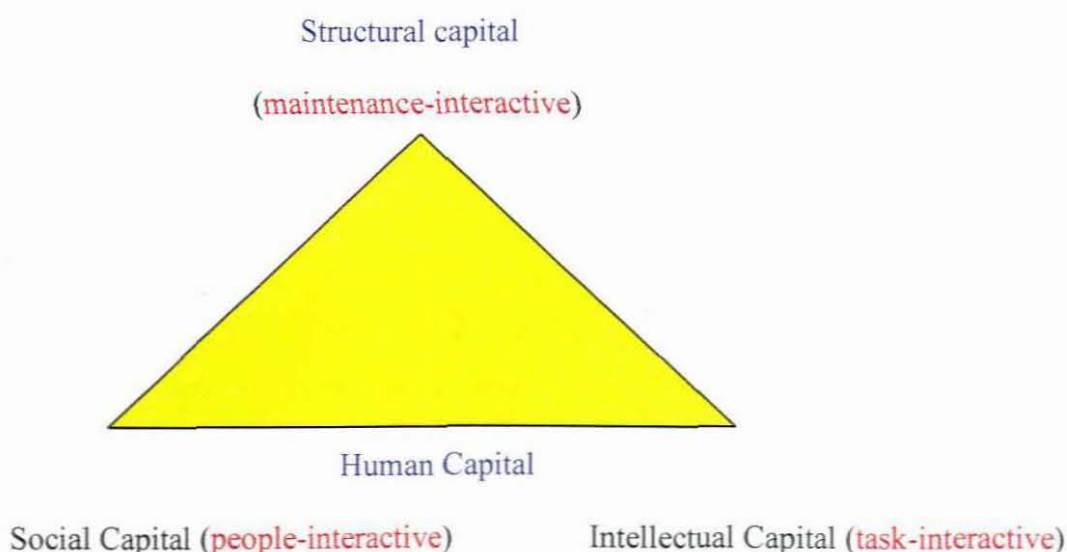 Structural capital
(maintenance-interactive)
Human Capital
Social Capital (people-interactive) Intellectual Capital (task-interactive)